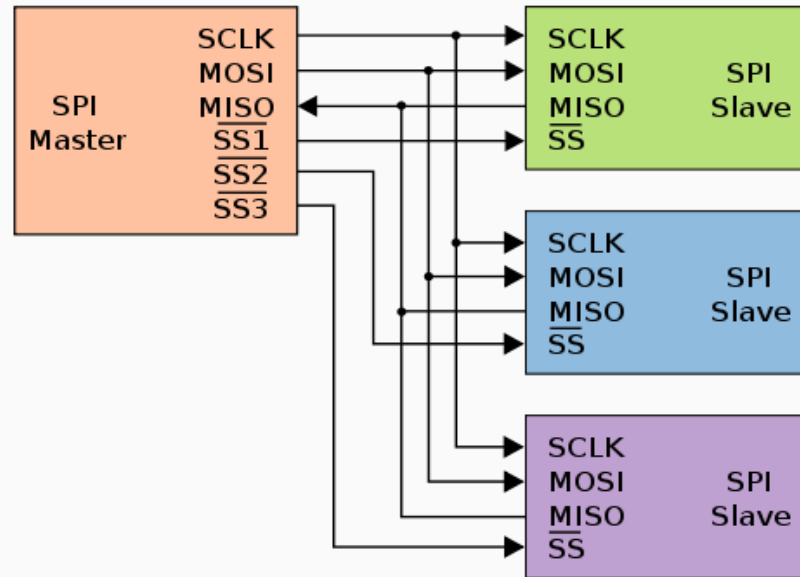 SPI
Master
SCLK
MOSI
MISO
SS1
SS2
SS3
SCLK
MOSI
MISO
SS
SPI
Slave
SCLK
MOSI
MISO
SS
SPI
Slave
SCLK
MOSI
MISO
SS
SPI
Slave